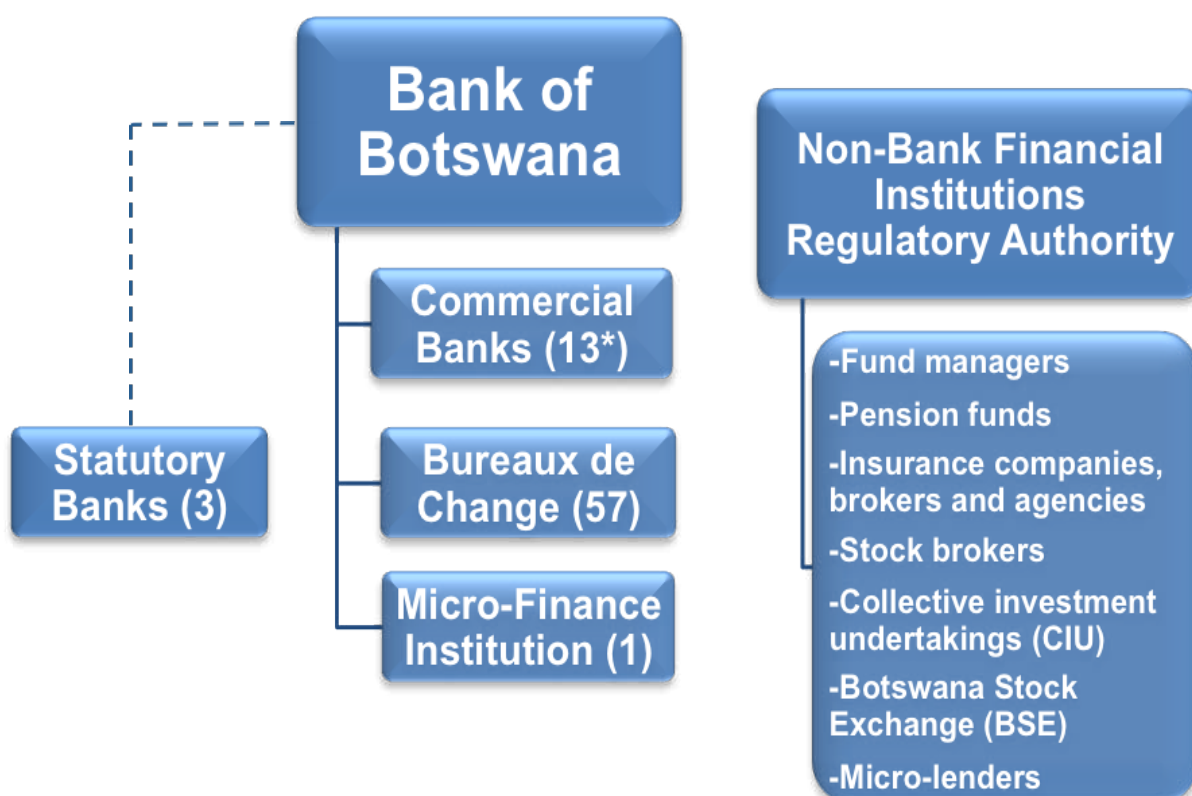 Bank of
Botswana
Commercial
Banks (13*)
Bureaux de
Change (57)
Micro-Finance
Institution (1)
Statutory
Banks (3)
Non-Bank Financial
Institutions
Regulatory Authority
-Fund managers
-Pension funds
-Insurance companies,
brokers and agencies
-Stock brokers
-Collective investment
undertakings (CIU)
-Botswana Stock
Exchange (BSE)
-Micro-lenders